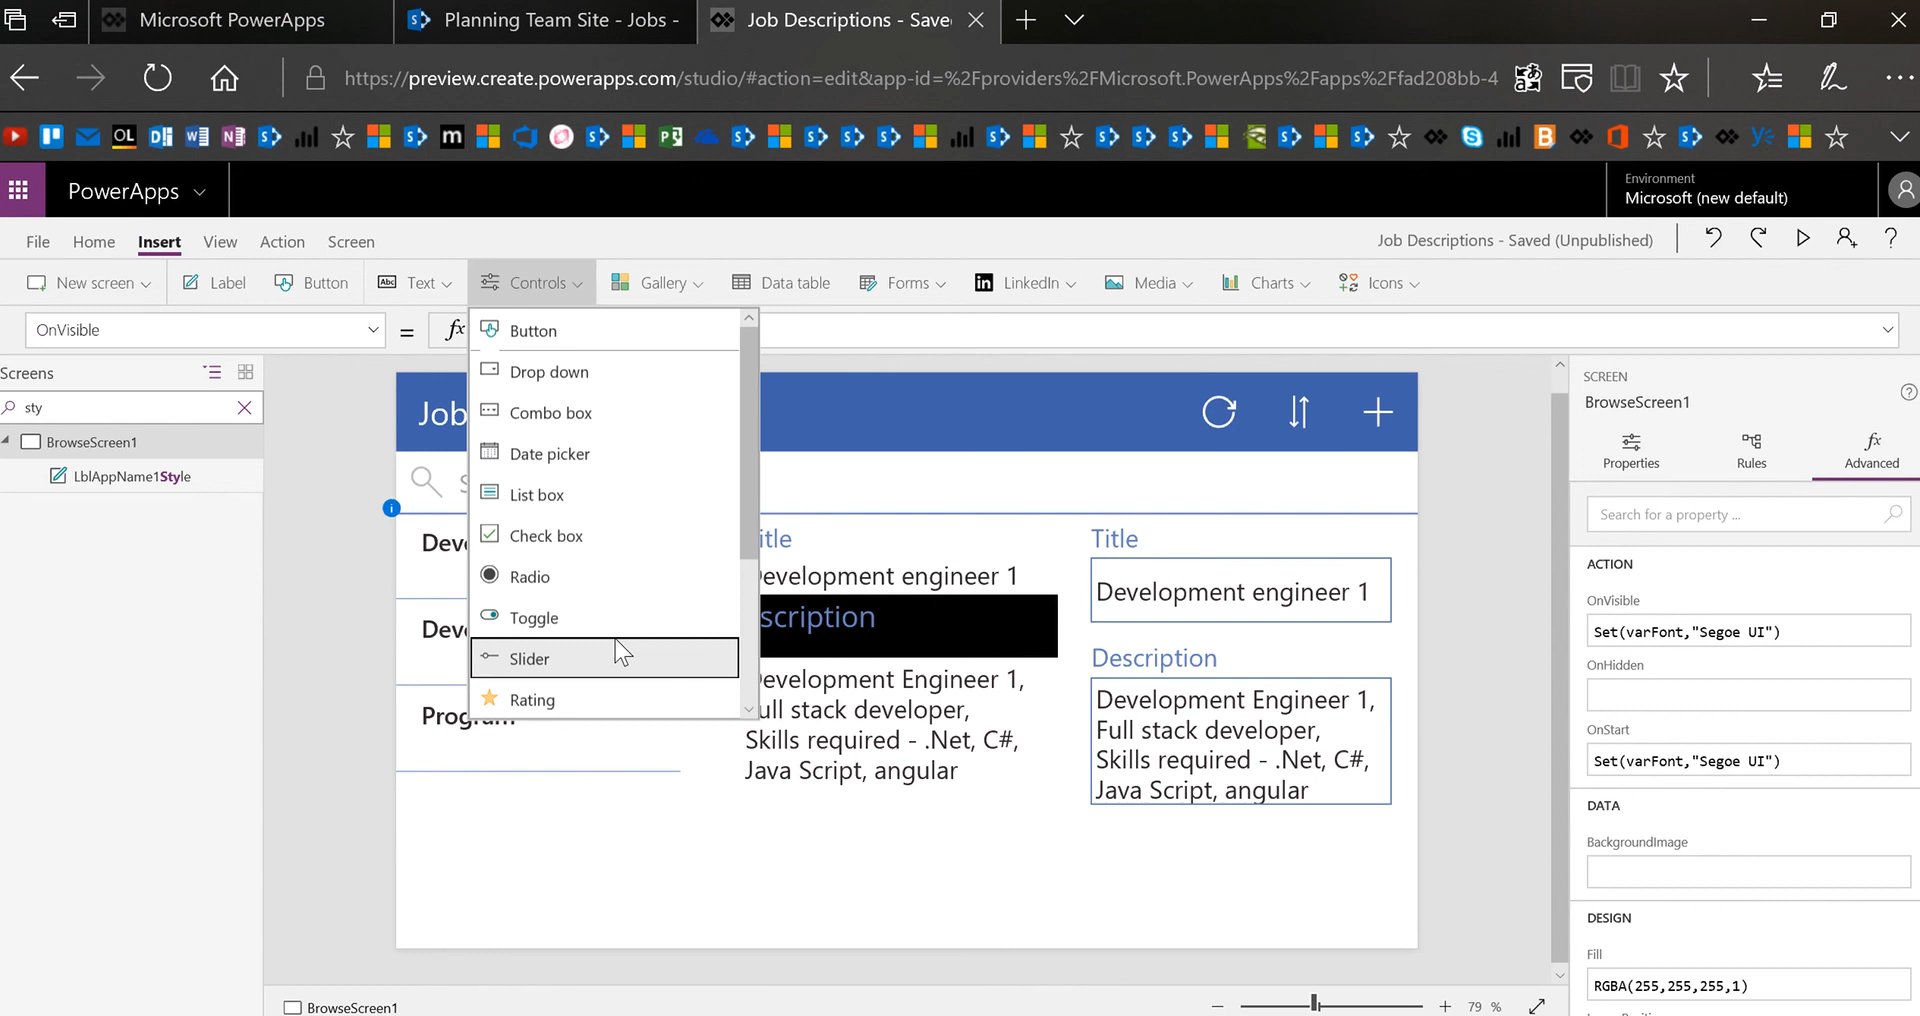 Microsoft PowerApps
Planning Team Site - Jobs -
Job Descriptions - Save
https://preview.create.powerapps.com/studio/#action=edit&app-id=%2Fproviders%2FMicrosoft.PowerApps%2Fapps%2Ffad208bb-4
PowerApps
Environment
Microsoft (new default)
File Home Insert View Action Screen
Job Descriptions - Saved (Unpublished)
New screen Label Button Text Controls Gallery Data table Forms LinkedIn Media Charts Icons
OnVisible = fx
Screens
sty
BrowseScreen1
LblAppName1Style
Button
Drop down
Combo box
Date picker
List box
Check box
Radio
Toggle
Slider
Rating
Job
S
Deve
Deve
Program
itle
Development engineer 1
scription
Development Engineer 1,
ull stack developer,
Skills required - .Net, C#,
Java Script, angular
Title
Development engineer 1
Description
Development Engineer 1,
Full stack developer,
Skills required - .Net, C#,
Java Script, angular
SCREEN
BrowseScreen1
Properties Rules Advanced
Search for a property ...
ACTION
OnVisible
Set(varFont,"Segoe UI")
OnHidden
OnStart
Set(varFont,"Segoe UI")
DATA
BackgroundImage
DESIGN
Fill
RGBA(255,255,255,1)
BrowseScreen1
79 %